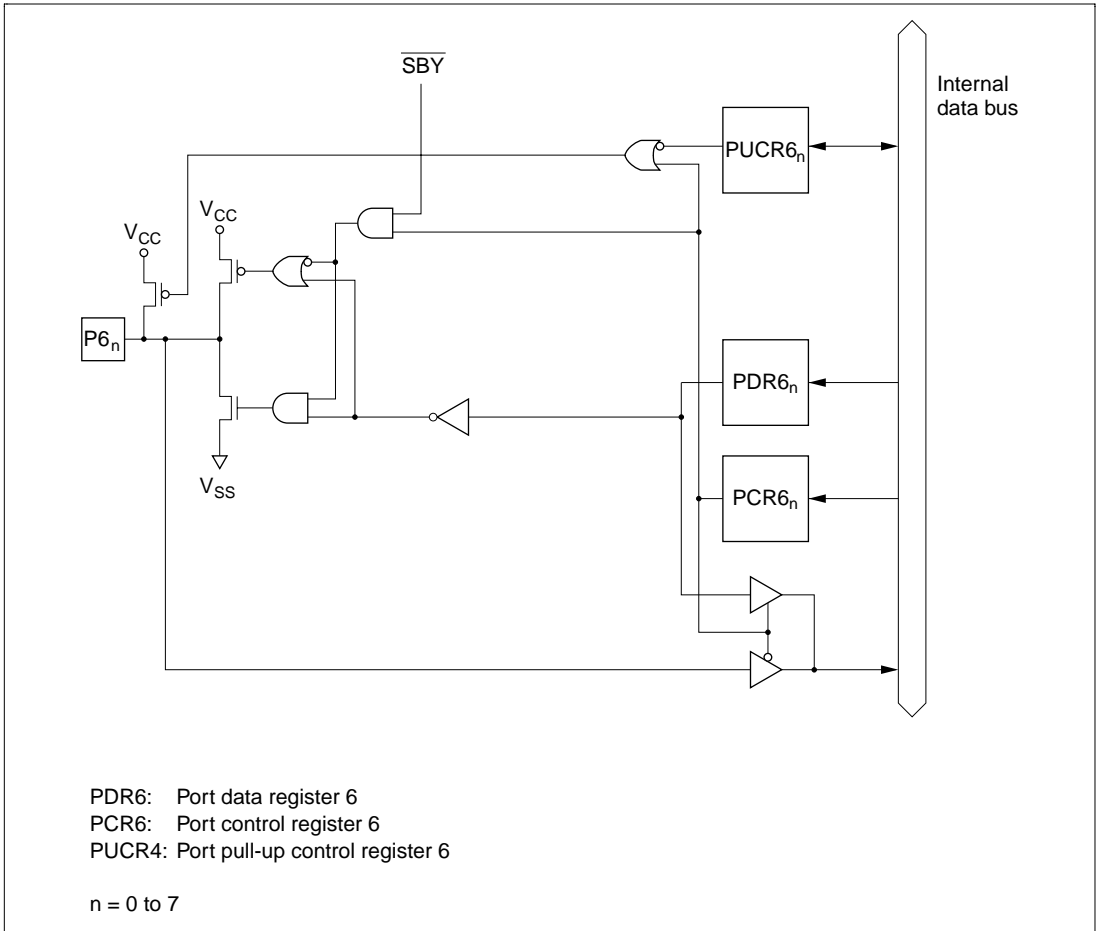 SBY
Internal
data bus
PUCR6n
VCC
VCC
P6n
PDR6n
VSS
PCR6n
PDR6: Port data register 6
PCR6: Port control register 6
PUCR4: Port pull-up control register 6
n = 0 to 7